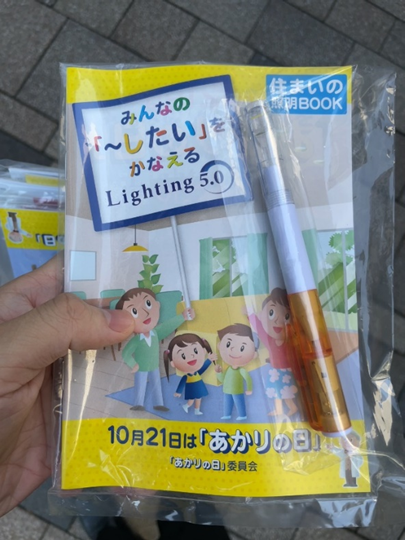 住まいの
照明BOOK
みんなの
「～したい」を
かなえる
Lighting 5.0
10月21日は「あかりの日」
「あかりの日」委員会
「日